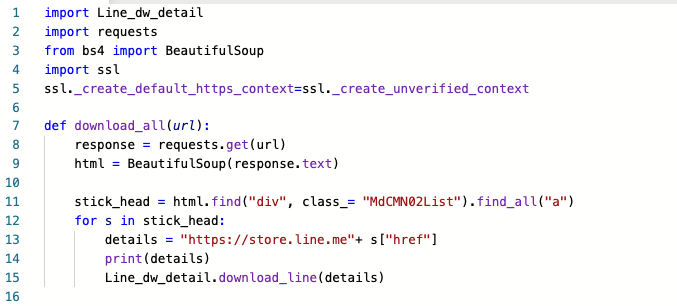 1 import Line_dw_detail
2 import requests
3 from bs4 import BeautifulSoup
4 import ssl
5 ssl._create_default_https_context=ssl._create_unverified_context
6
7 def download_all(url):
8     response = requests.get(url)
9     html = BeautifulSoup(response.text)
10
11     stick_head = html.find("div", class_= "MdCMN02List").find_all("a")
12     for s in stick_head:
13         details = "https://store.line.me"+ s["href"]
14         print(details)
15         Line_dw_detail.download_line(details)
16